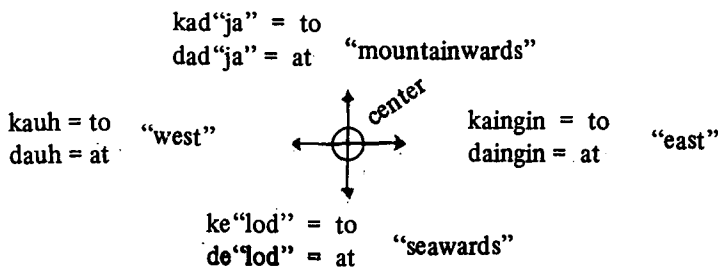 kad“ja” = to
dad“ja” = at “mountainwards”
center
kauh = to
dauh = at “west”
kaingin = to
daingin = at “east”
ke“lod” = to
de“lod” = at “seawards”